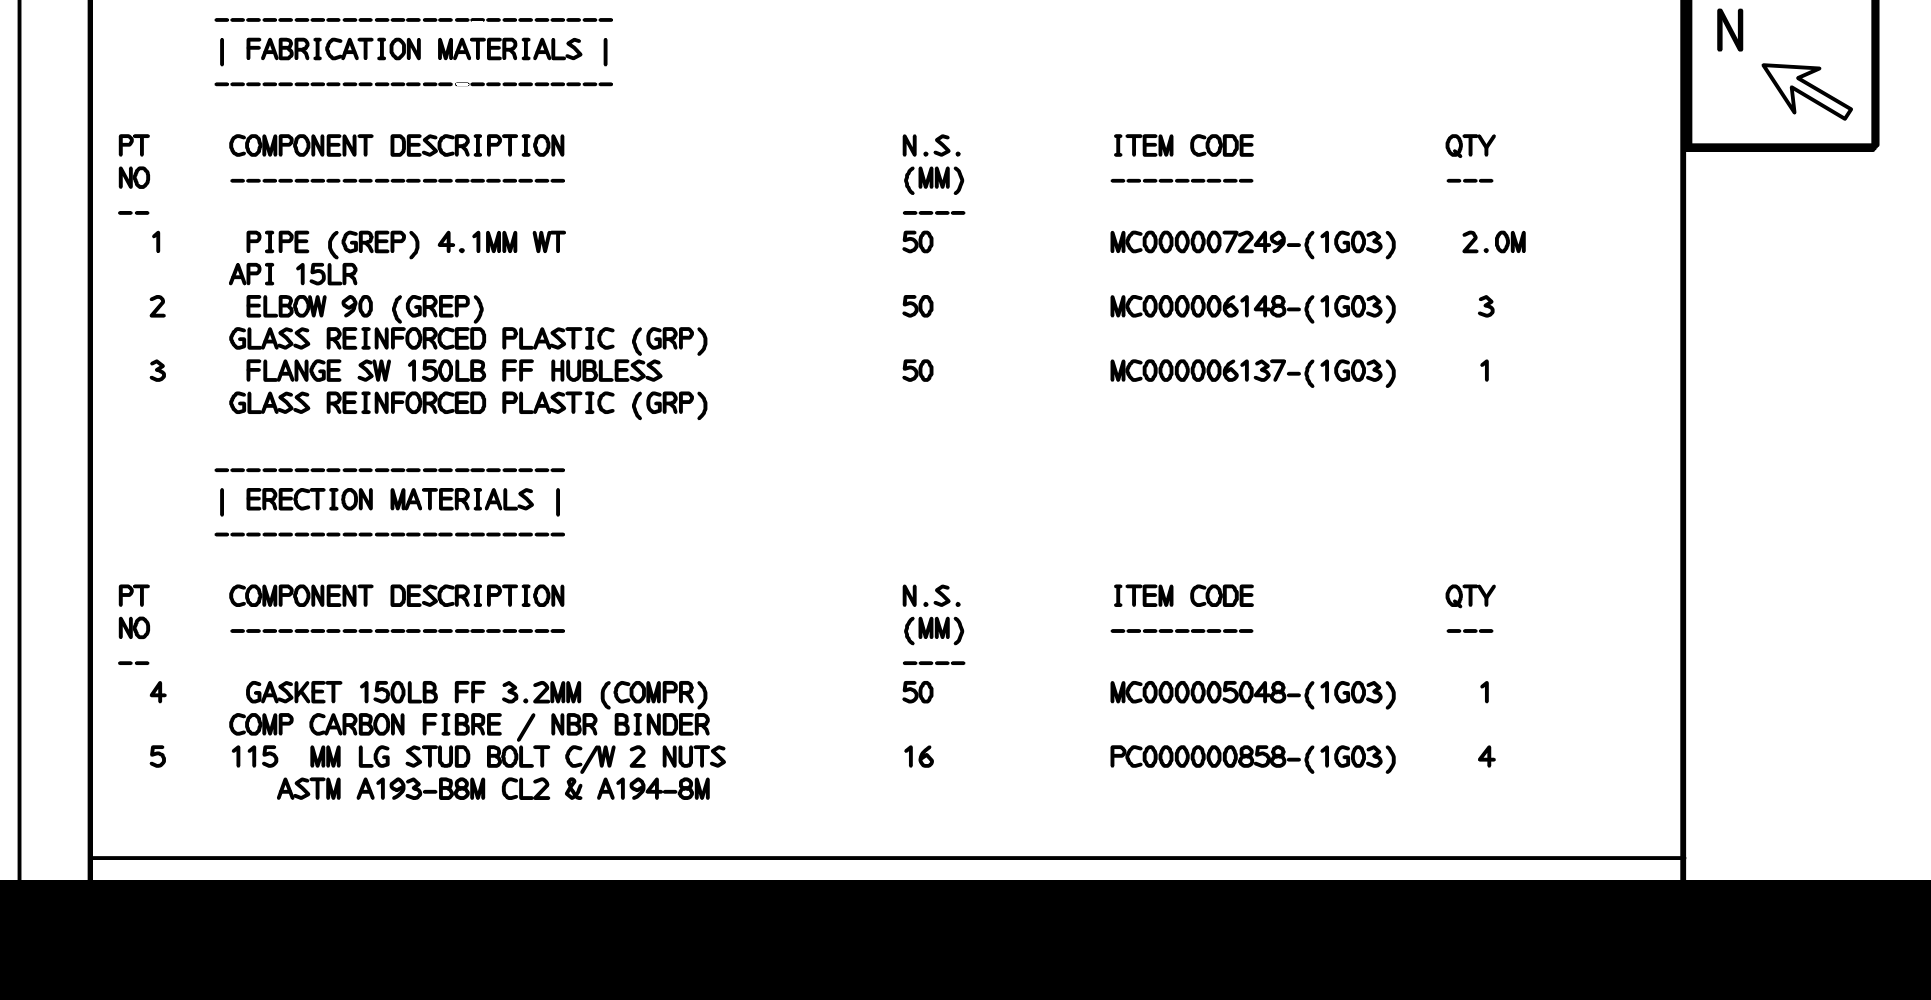 -------------------------
| FABRICATION MATERIALS |
-------------------------
N
PT COMPONENT DESCRIPTION N.S. ITEM CODE QTY
NO --------------------- (MM) --------- ---
-- ----
1 PIPE (GREP) 4.1MM WT 50 MC000007249-(1G03) 2.0M
API 15LR
2 ELBOW 90 (GREP) 50 MC000006148-(1G03) 3
GLASS REINFORCED PLASTIC (GRP)
3 FLANGE SW 150LB FF HUBLESS 50 MC000006137-(1G03) 1
GLASS REINFORCED PLASTIC (GRP)
----------------------
| ERECTION MATERIALS |
----------------------
PT COMPONENT DESCRIPTION N.S. ITEM CODE QTY
NO --------------------- (MM) --------- ---
-- ----
4 GASKET 150LB FF 3.2MM (COMPR) 50 MC000005048-(1G03) 1
COMP CARBON FIBRE / NBR BINDER
5 115 MM LG STUD BOLT C/W 2 NUTS 16 PC000000858-(1G03) 4
ASTM A193-B8M CL2 & A194-8M